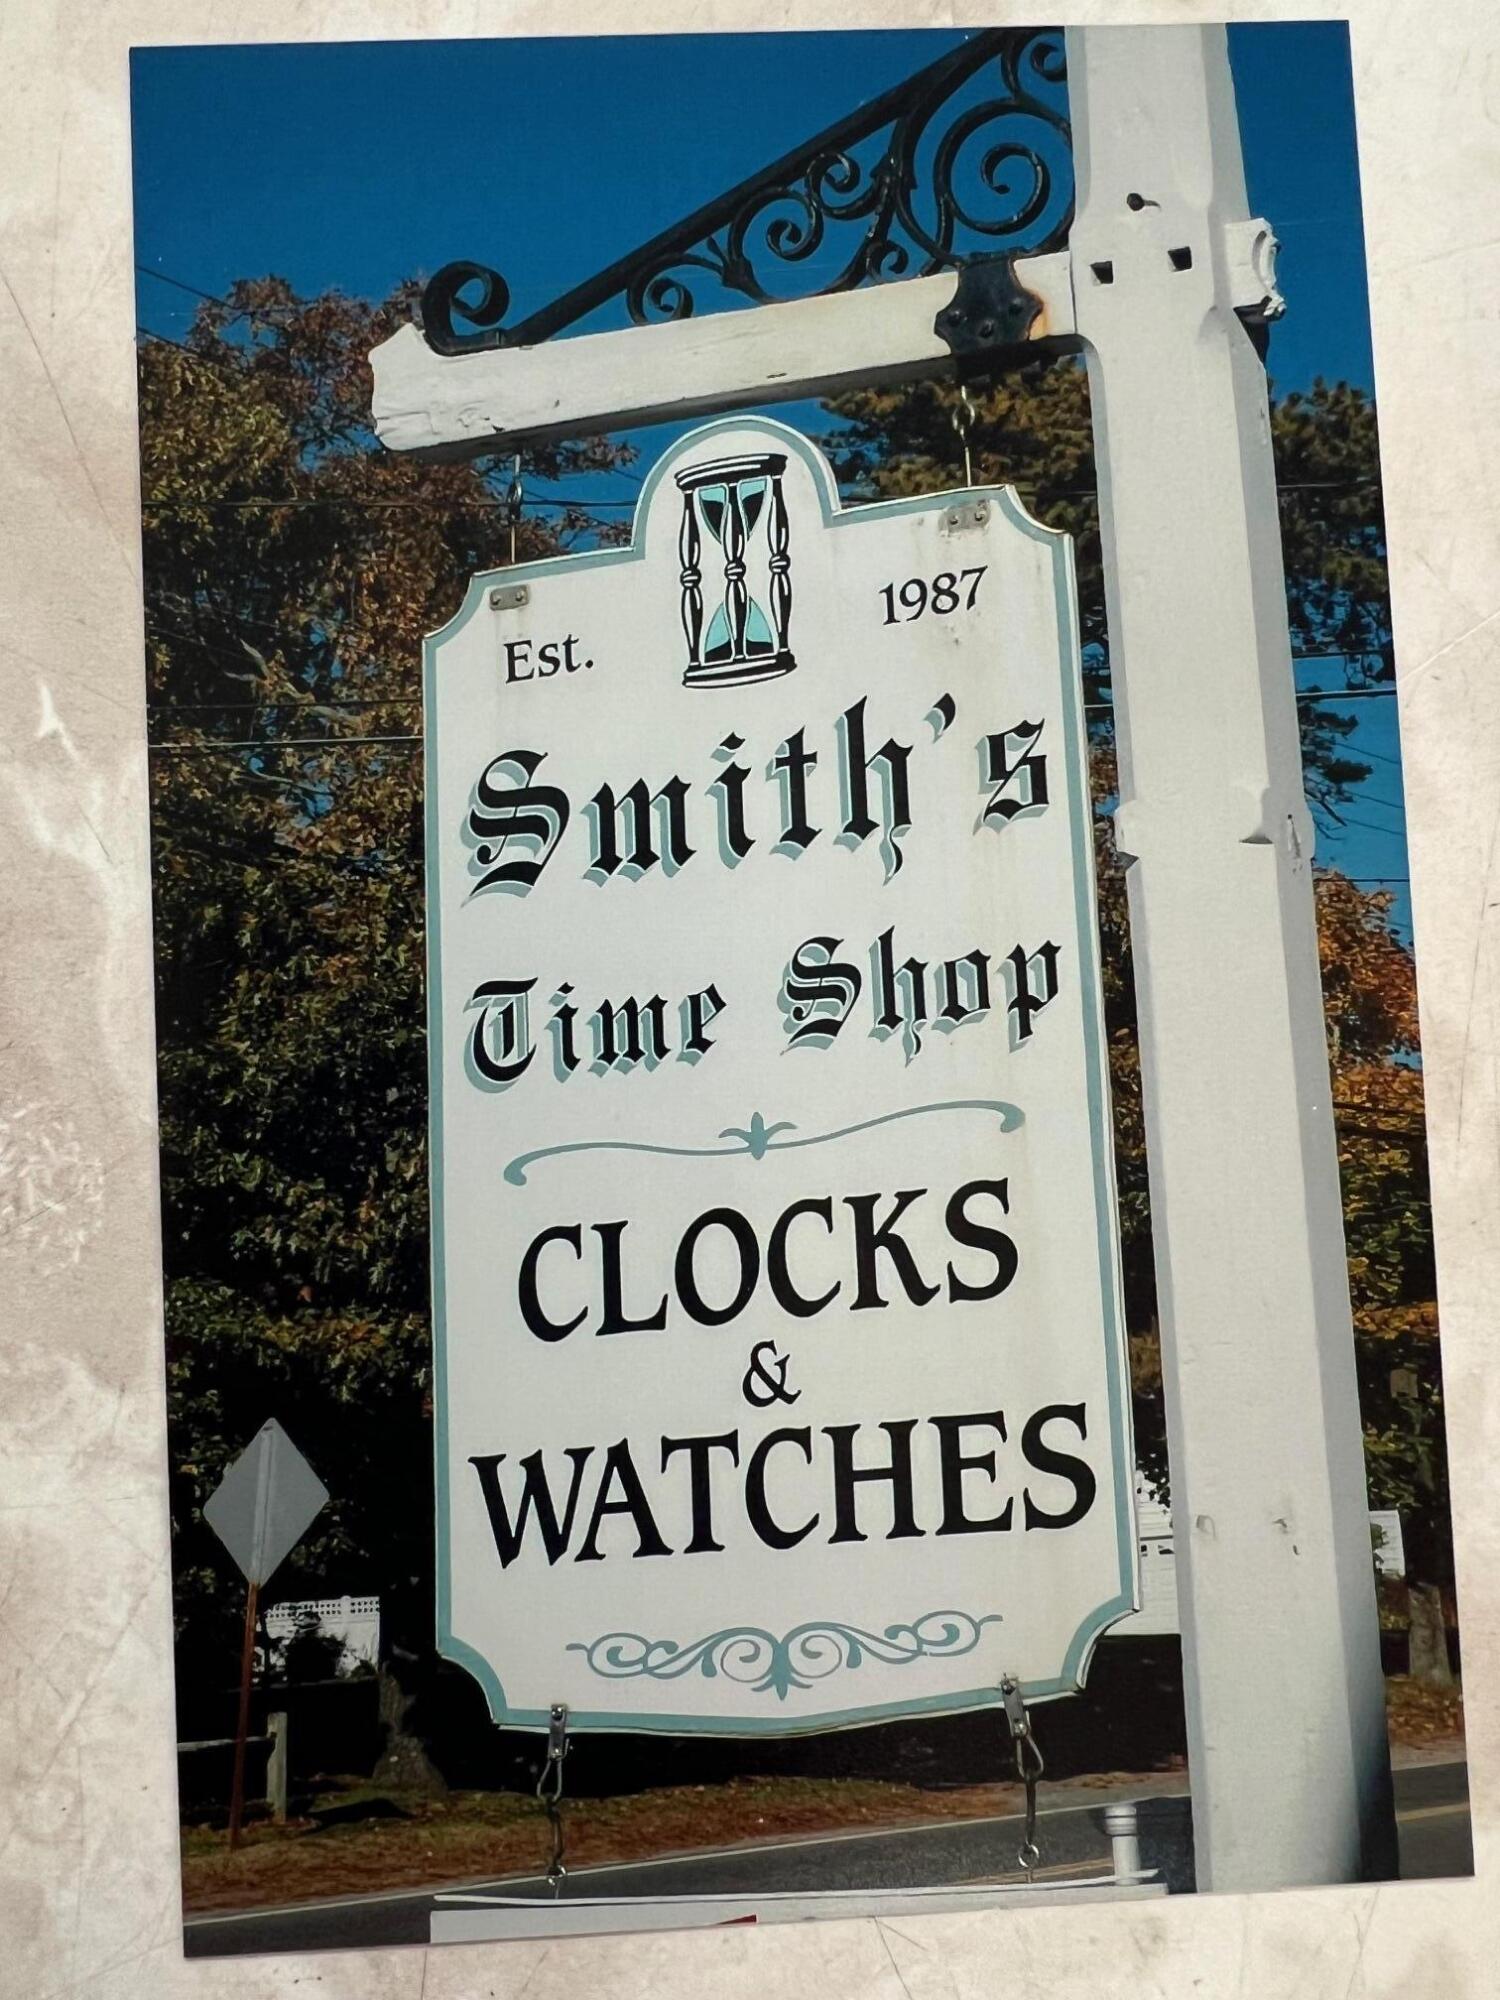 Est. 1987
Smith's
Time Shop
CLOCKS
&
WATCHES